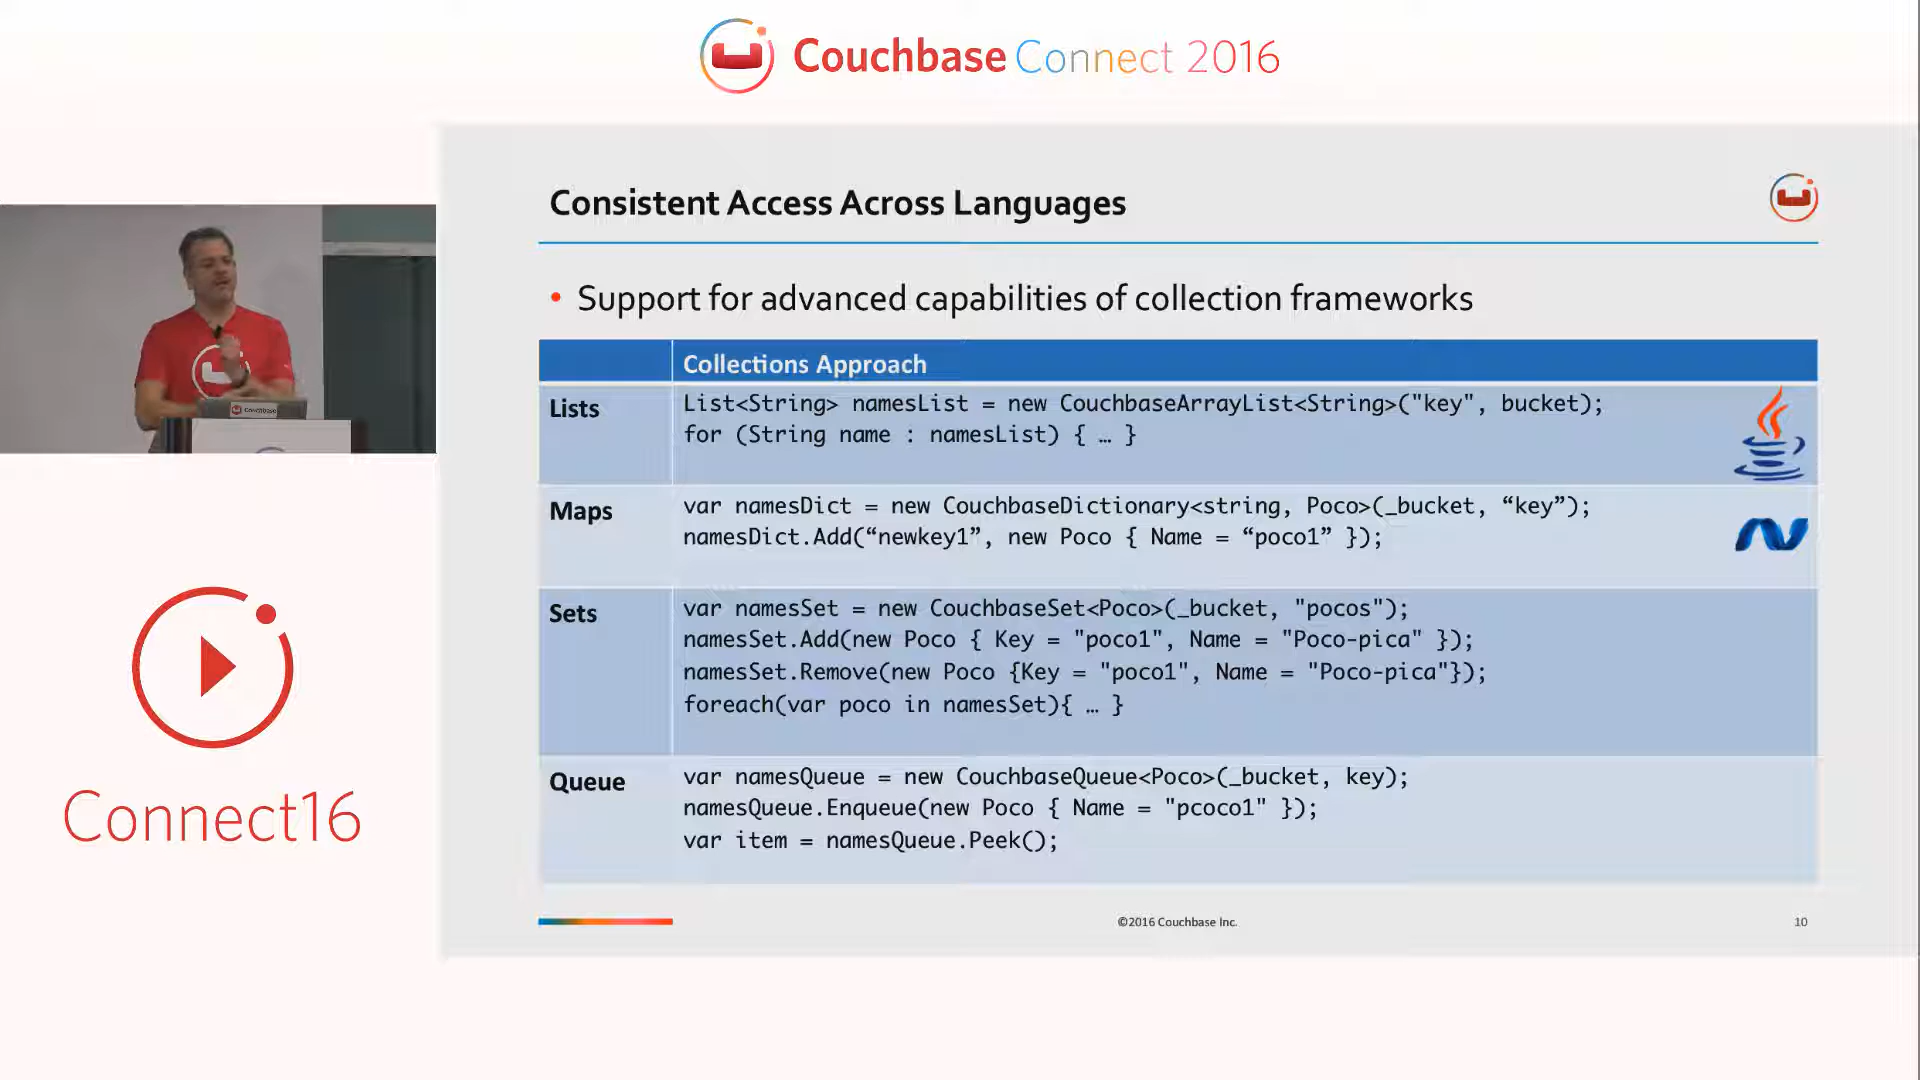 Couchbase Connect 2016
Consistent Access Across Languages
• Support for advanced capabilities of collection frameworks
Collections Approach
Lists
List<String> namesList = new CouchbaseArrayList<String>("key", bucket);
for (String name : namesList) { … }
Maps
var namesDict = new CouchbaseDictionary<string, Poco>(_bucket, “key”);
namesDict.Add(“newkey1”, new Poco { Name = “poco1” });
Sets
var namesSet = new CouchbaseSet<Poco>(_bucket, "pocos");
namesSet.Add(new Poco { Key = "poco1", Name = "Poco-pica" });
namesSet.Remove(new Poco {Key = "poco1", Name = "Poco-pica"});
foreach(var poco in namesSet){ … }
Queue
var namesQueue = new CouchbaseQueue<Poco>(_bucket, key);
namesQueue.Enqueue(new Poco { Name = "pcoco1" });
var item = namesQueue.Peek();
©2016 Couchbase Inc.
10
Couchbase
Connect16